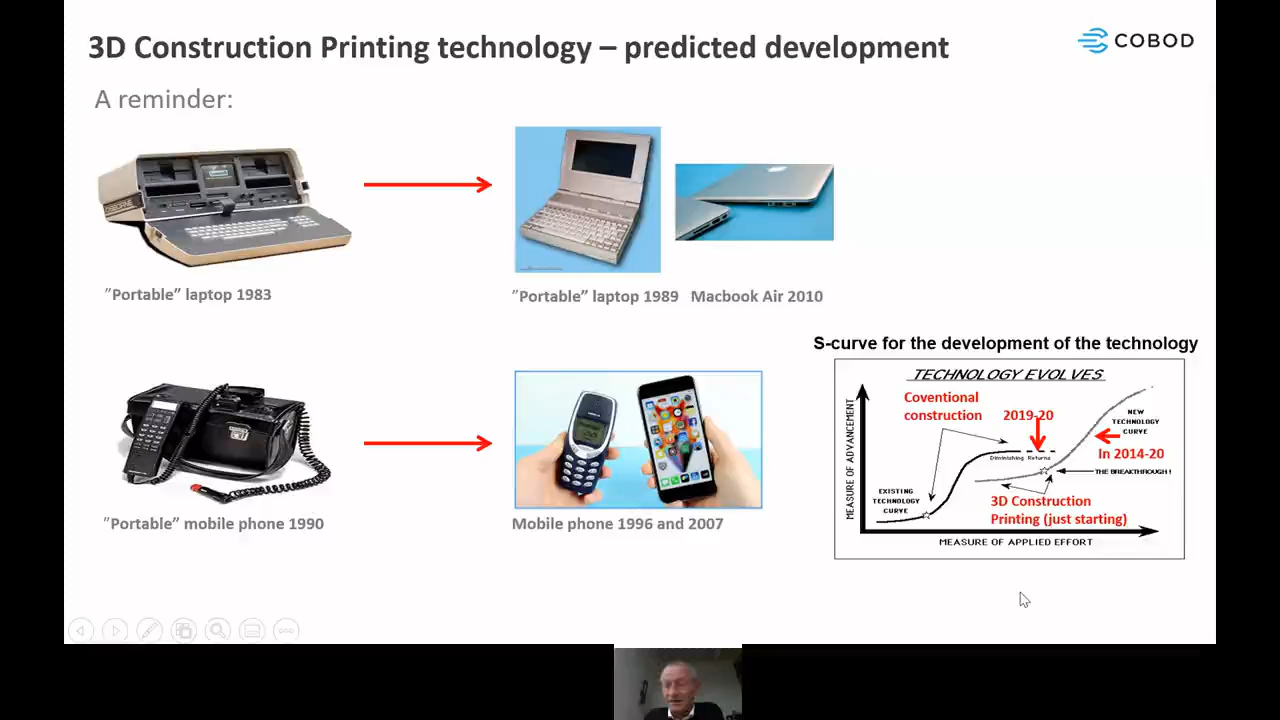 3D Construction Printing technology – predicted development
COBOD
A reminder:
OSBORNE
”Portable” laptop 1983
”Portable” laptop 1989
Macbook Air 2010
”Portable” mobile phone 1990
NOKIA
Mobile phone 1996 and 2007
S-curve for the development of the technology
TECHNOLOGY EVOLVES
MEASURE OF ADVANCEMENT
Coventional
construction
2019-20
NEW
TECHNOLOGY
CURVE
In 2014-20
Diminishing Returns
THE BREAKTHROUGH !
EXISTING
TECHNOLOGY
CURVE
3D Construction
Printing (just starting)
MEASURE OF APPLIED EFFORT